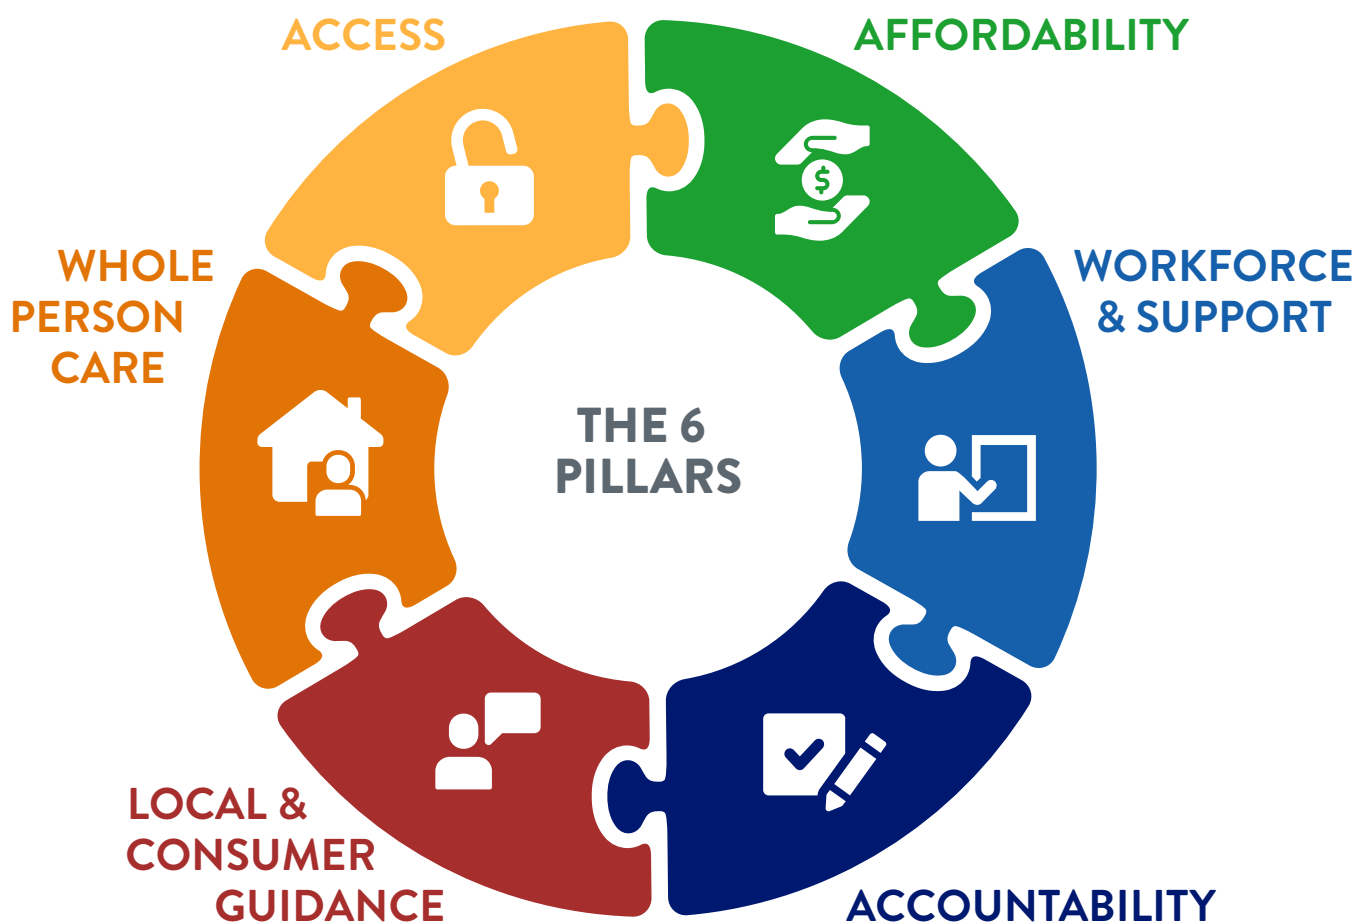 ACCESS
AFFORDABILITY
WHOLE
PERSON
CARE
WORKFORCE
& SUPPORT
THE 6
PILLARS
$
LOCAL &
CONSUMER
GUIDANCE
ACCOUNTABILITY